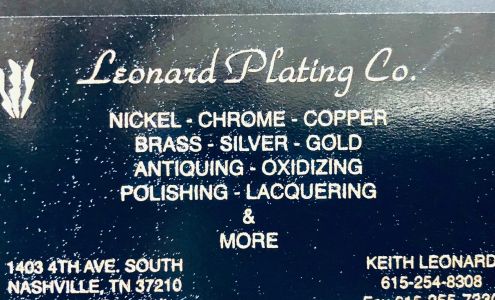 Leonard Plating Co.
NICKEL - CHROME - COPPER
BRASS - SILVER - GOLD
ANTIQUING - OXIDIZING
POLISHING - LACQUERING
&
MORE
1403 4TH AVE. SOUTH
NASHVILLE, TN 37210
KEITH LEONARD
615-254-8308